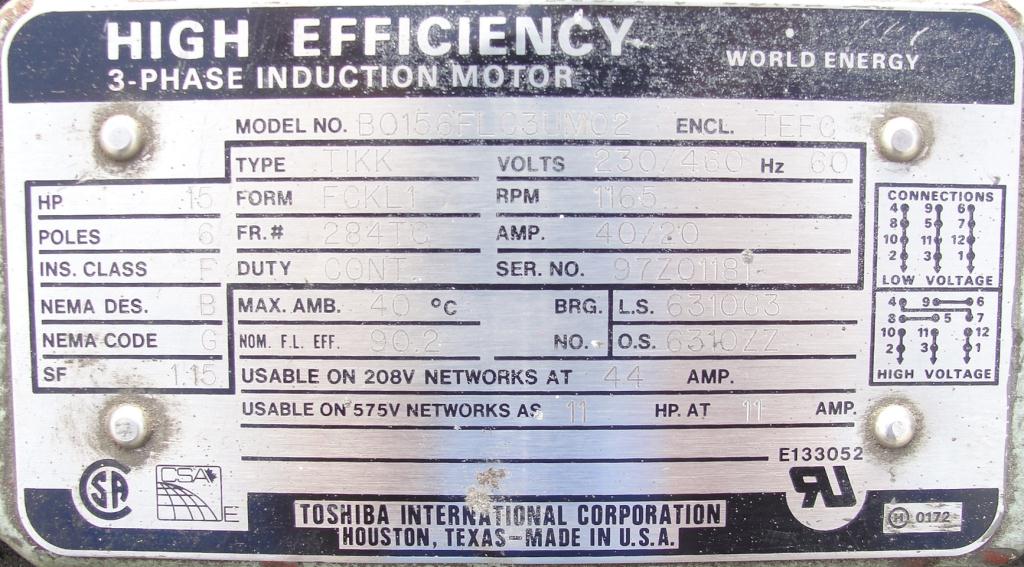 HIGH EFFICIENCY
3-PHASE INDUCTION MOTOR
WORLD ENERGY
MODEL NO. B0156FLG3UM02 ENCL. TEFC
TYPE TIKK VOLTS 230/460 Hz 60
HP 15 FORM FCKL1 RPM 1165
POLES 6 FR.# 284TC AMP. 40/20
INS. CLASS F DUTY CONT SER. NO. 97Z01181
NEMA DES. B MAX. AMB. 40 °C BRG. L.S. 6310C3
NEMA CODE G NOM. F.L. EFF. 90.2 NO. O.S. 6310ZZ
SF 1.15 USABLE ON 208V NETWORKS AT 44 AMP.
USABLE ON 575V NETWORKS AS 11 HP. AT 11 AMP.
CONNECTIONS
4 9 6
8 5 7
10 11 12
2 3 1
LOW VOLTAGE
4 9 6
8 5 7
10 11 12
2 3 1
HIGH VOLTAGE
E133052
SA
CSA
E
RU
H 0172
TOSHIBA INTERNATIONAL CORPORATION
HOUSTON, TEXAS-MADE IN U.S.A.